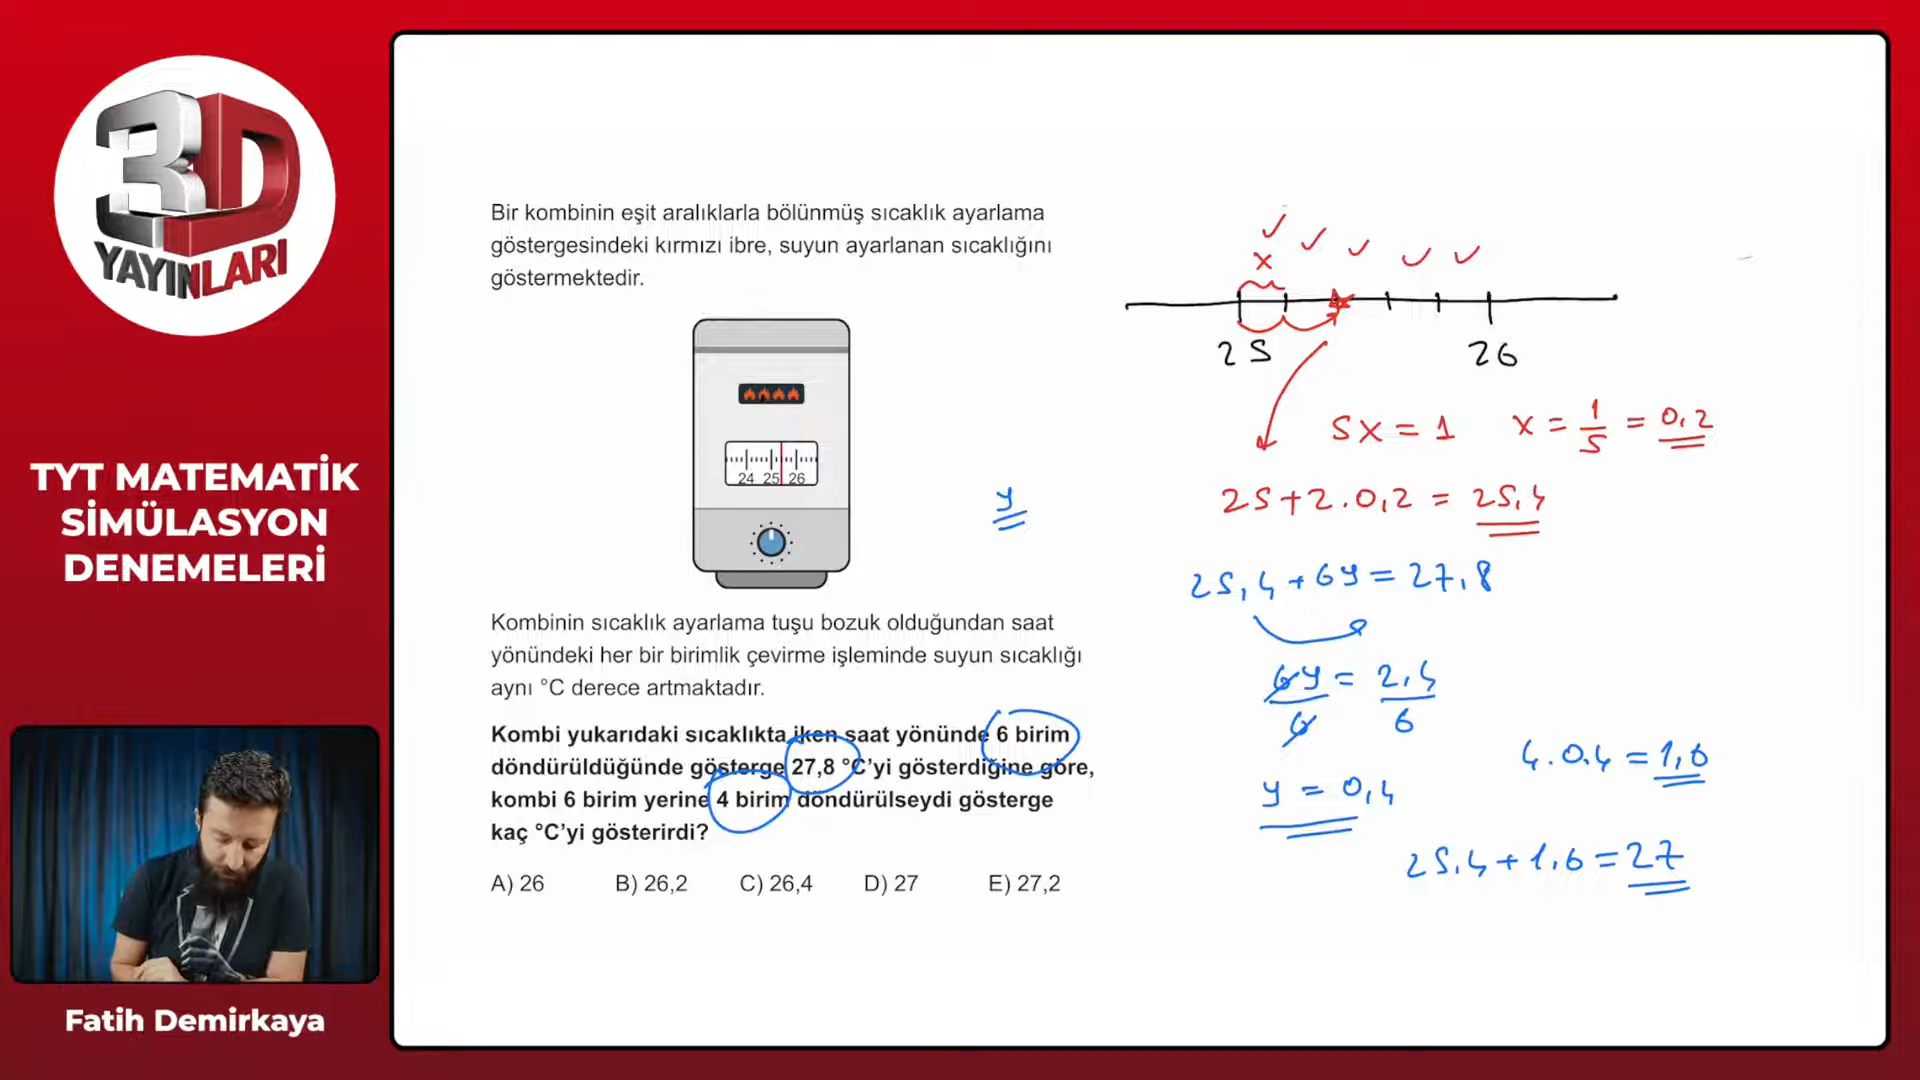 3D
YAYINLARI
TYT MATEMATİK
SİMÜLASYON
DENEMELERİ
Fatih Demirkaya
Bir kombinin eşit aralıklarla bölünmüş sıcaklık ayarlama
göstergesindeki kırmızı ibre, suyun ayarlanan sıcaklığını
göstermektedir.
24 25 26
Kombinin sıcaklık ayarlama tuşu bozuk olduğundan saat
yönündeki her bir birimlik çevirme işleminde suyun sıcaklığı
aynı °C derece artmaktadır.
Kombi yukarıdaki sıcaklıkta iken saat yönünde 6 birim
döndürüldüğünde gösterge 27,8 °C'yi gösterdiğine göre,
kombi 6 birim yerine 4 birim döndürülseydi gösterge
kaç °C'yi gösterirdi?
A) 26 B) 26,2 C) 26,4 D) 27 E) 27,2
y
x
25 26
5x = 1 x = 1/5 = 0,2
25+2.0,2 = 25,4
25,4 + 6y = 27,8
6y/6 = 2,4/6
y = 0,4
4.0.4 = 1,6
25.4 + 1.6 = 27